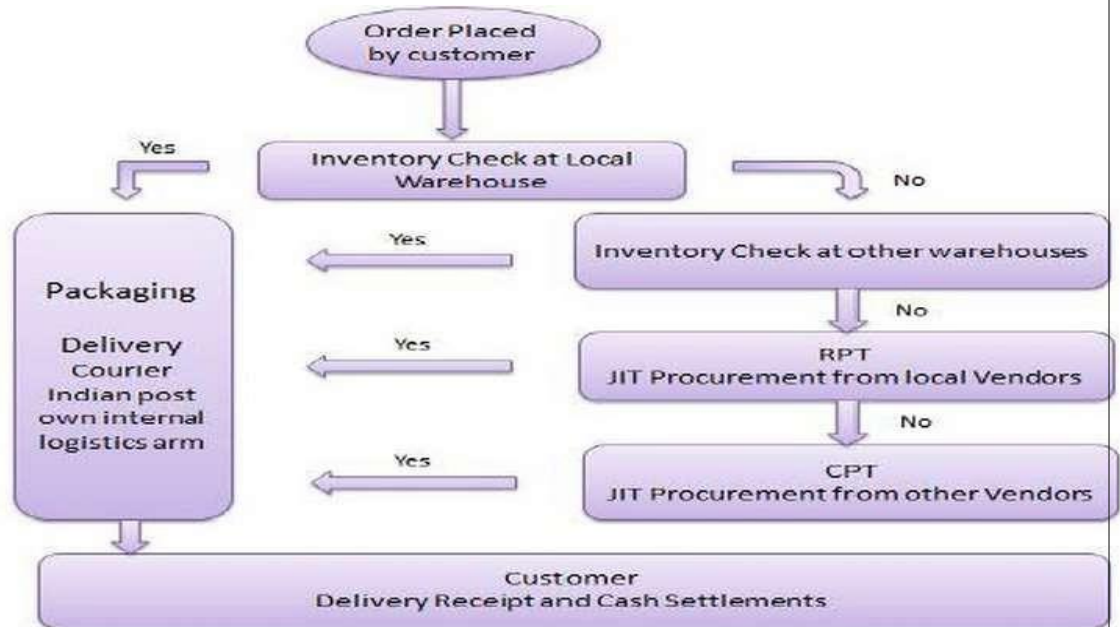 Order Placed
by customer
Yes
Inventory Check at Local
Warehouse
No
Packaging
Delivery
Courier
Indian post
own internal
logistics arm
Yes
Inventory Check at other warehouses
No
Yes
RPT
JIT Procurement from local Vendors
No
Yes
CPT
JIT Procurement from other Vendors
Customer
Delivery Receipt and Cash Settlements